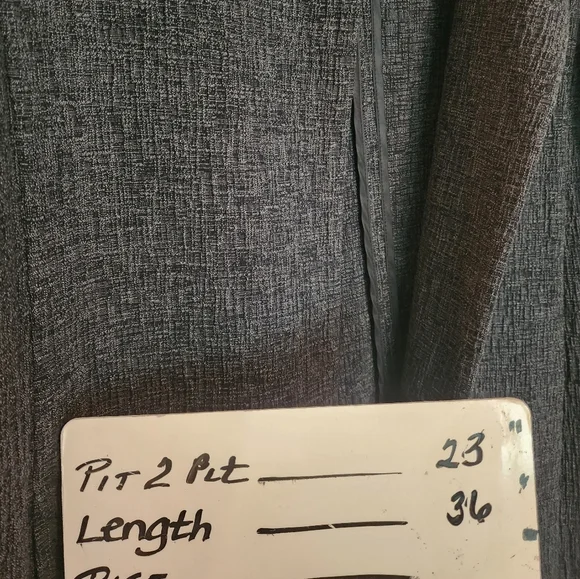 Pit 2 Pit — 23 "
Length — 36 "